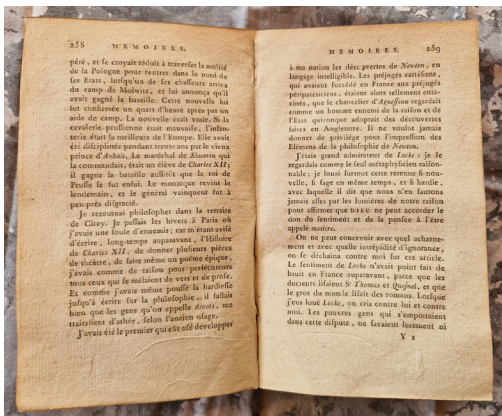 258 MEMOIRES.
péré, et se croyait réduit à traverser la moitié
de la Pologne pour rentrer dans le nord de
ses Etats, lorsqu'un de ses chasseurs arriva
du camp de Molwitz, et lui annonça qu'il
avait gagné la bataille. Cette nouvelle lui
fut confirmée un quart d'heure après par un
aide de camp. La nouvelle était vraie. Si la
cavalerie prussienne était mauvaise, l'infan-
terie était la meilleure de l'Europe. Elle avait
été disciplinée pendant trente ans par le vieux
prince d'Anhalt. Le maréchal de Shwerin qui
la commandait, était un élève de Charles XII;
il gagna la bataille aussitôt que le roi de
Prusse se fut enfui. Le monarque revint le
lendemain, et le général vainqueur fut à
peu-près disgracié.
Je retournai philosopher dans la retraite
de Cirey. Je passais les hivers à Paris où
j'avais une foule d'ennemis; car m'étant avisé
d'écrire, long-temps auparavant, l'Histoire
de Charles XII, de donner plusieurs pièces
de théâtre, de faire même un poëme épique,
j'avais comme de raison pour persécuteurs
tous ceux qui se mêlaient de vers et de prose.
Et comme j'avais même poussé la hardiesse
jusqu'à écrire sur la philosophie, il fallait
bien que les gens qu'on appelle dévots, me
traitassent d'athée, selon l'ancien usage.
J'avais été le premier qui eût osé développer
MEMOIRES. 259
à ma nation les découvertes de Newton, en
langage intelligible. Les préjugés cartésiens,
qui avaient succédé en France aux préjugés
péripatéticiens, étaient alors tellement enra-
cinés, que le chancelier d'Aguesseau regardait
comme un homme ennemi de la raison et de
l'Etat quiconque adoptait des découvertes
faites en Angleterre. Il ne voulut jamais
donner de privilége pour l'impression des
Elémens de la philosophie de Newton.
J'étais grand admirateur de Locke: je le
regardais comme le seul métaphysicien raison-
nable; je louai surtout cette retenue si nou-
velle, si sage en même temps, et si hardie,
avec laquelle il dit que nous n'en saurons
jamais assez par les lumières de notre raison
pour affirmer que DIEU ne peut accorder le
don du sentiment et de la pensée à l'être
appelé matière.
On ne peut concevoir avec quel acharne-
ment et avec quelle intrépidité d'ignorance,
on se déchaîna contre moi sur cet article.
Le sentiment de Locke n'avait point fait de
bruit en France auparavant, parce que les
docteurs lisaient St Thomas et Quesnel, et que
le gros du monde lisait des romans. Lorsque
j'eus loué Locke, on cria contre lui et contre
moi. Les pauvres gens qui s'emportaient
dans cette dispute, ne savaient sûrement ni
Y 2